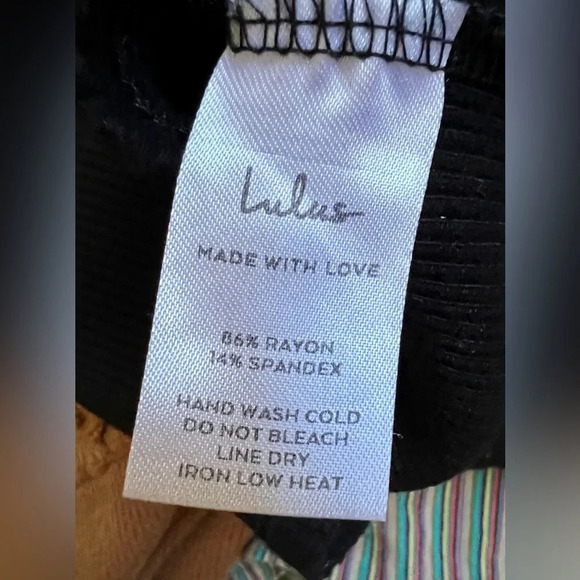 Lulus
MADE WITH LOVE
86% RAYON
14% SPANDEX
HAND WASH COLD
DO NOT BLEACH
LINE DRY
IRON LOW HEAT